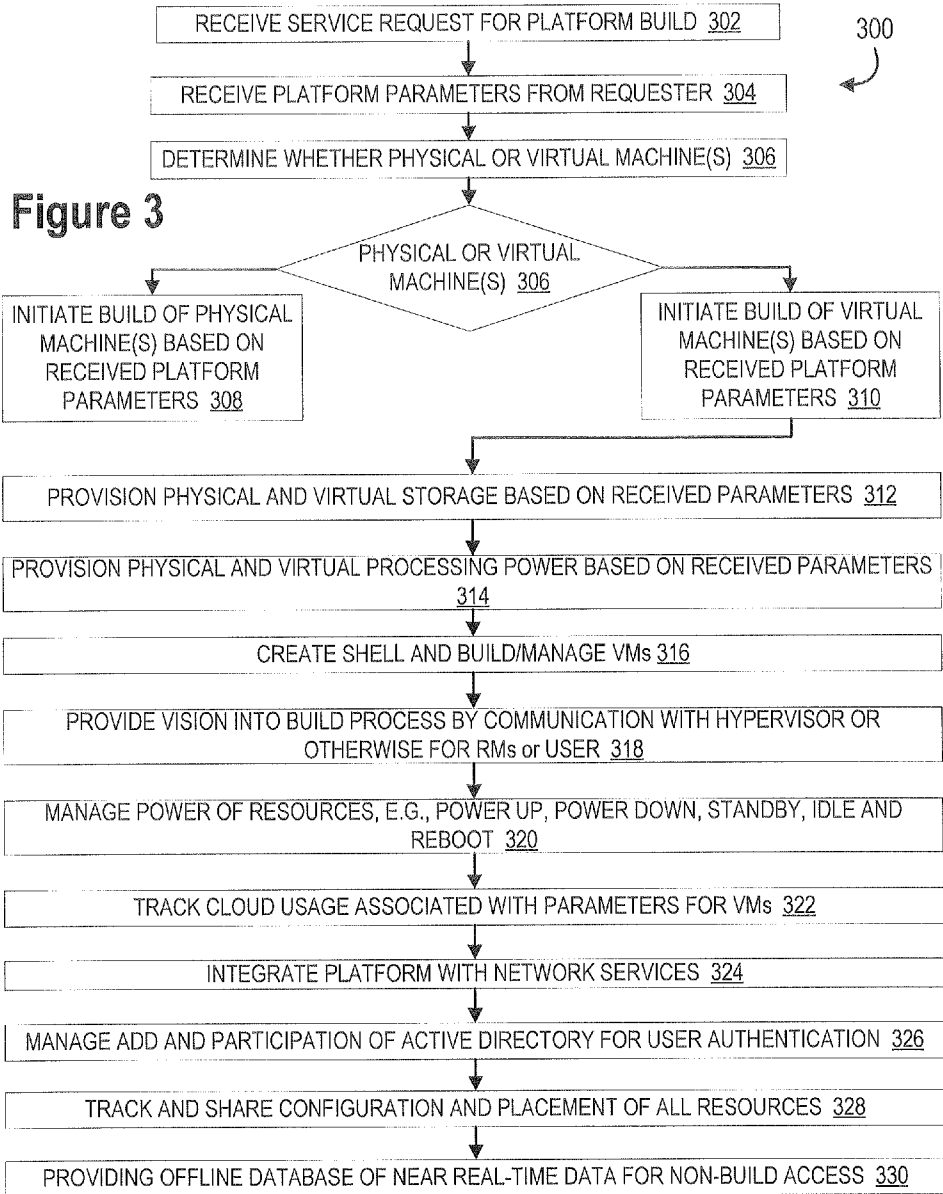 RECEIVE SERVICE REQUEST FOR PLATFORM BUILD 302
300
RECEIVE PLATFORM PARAMETERS FROM REQUESTER 304
DETERMINE WHETHER PHYSICAL OR VIRTUAL MACHINE(S) 306
Figure 3
PHYSICAL OR VIRTUAL
MACHINE(S) 306
INITIATE BUILD OF PHYSICAL
MACHINE(S) BASED ON
RECEIVED PLATFORM
PARAMETERS 308
INITIATE BUILD OF VIRTUAL
MACHINE(S) BASED ON
RECEIVED PLATFORM
PARAMETERS 310
PROVISION PHYSICAL AND VIRTUAL STORAGE BASED ON RECEIVED PARAMETERS 312
PROVISION PHYSICAL AND VIRTUAL PROCESSING POWER BASED ON RECEIVED PARAMETERS
314
CREATE SHELL AND BUILD/MANAGE VMs 316
PROVIDE VISION INTO BUILD PROCESS BY COMMUNICATION WITH HYPERVISOR OR
OTHERWISE FOR RMs or USER 318
MANAGE POWER OF RESOURCES, E.G., POWER UP, POWER DOWN, STANDBY, IDLE AND
REBOOT 320
TRACK CLOUD USAGE ASSOCIATED WITH PARAMETERS FOR VMs 322
INTEGRATE PLATFORM WITH NETWORK SERVICES 324
MANAGE ADD AND PARTICIPATION OF ACTIVE DIRECTORY FOR USER AUTHENTICATION 326
TRACK AND SHARE CONFIGURATION AND PLACEMENT OF ALL RESOURCES 328
PROVIDING OFFLINE DATABASE OF NEAR REAL-TIME DATA FOR NON-BUILD ACCESS 330